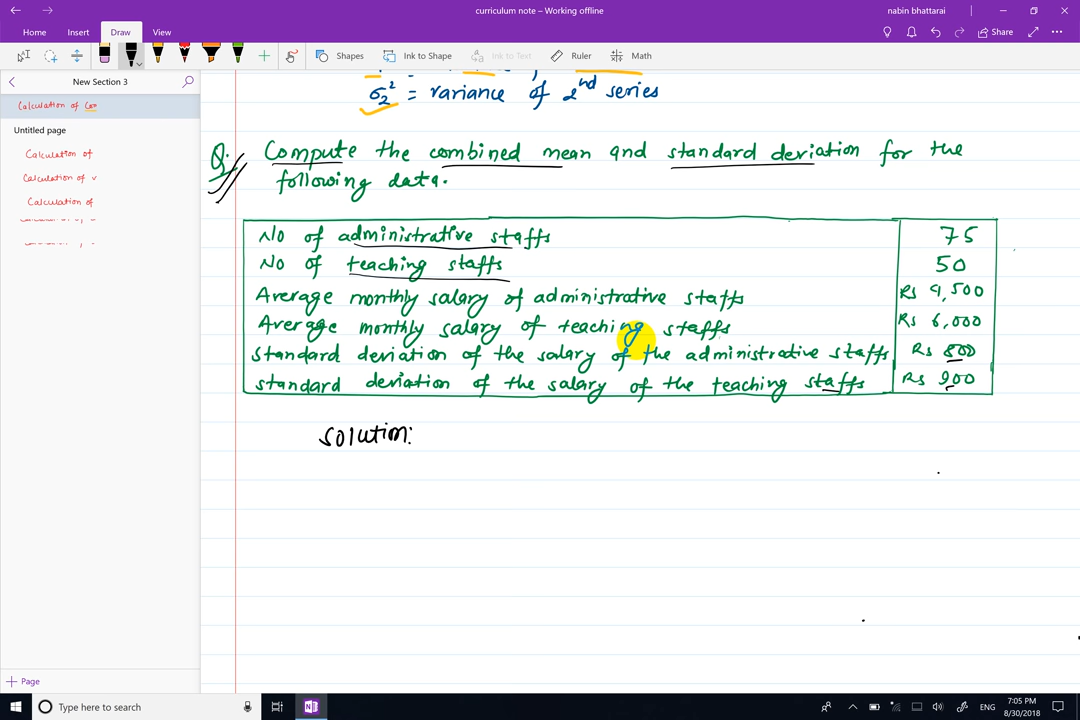 curriculum note – Working offline
nabin bhattarai
Home Insert Draw View
Share
Shapes Ink to Shape Ink to Text Ruler Math
New Section 3
Calculation of Com
Untitled page
Calculation of
Calculation of v
Calculation of
σ₂² = variance of 2nd series
Q. Compute the combined mean and standard deviation for the
following data.
No of administrative staffs 75
No of teaching staffs 50
Average monthly salary of administrative staffs Rs 4,500
Average monthly salary of teaching staffs Rs 6,000
Standard deviation of the salary of the administrative staffs Rs 800
Standard deviation of the salary of the teaching staffs Rs 900
Solution:
Page
Type here to search
ENG
7:05 PM
8/30/2018